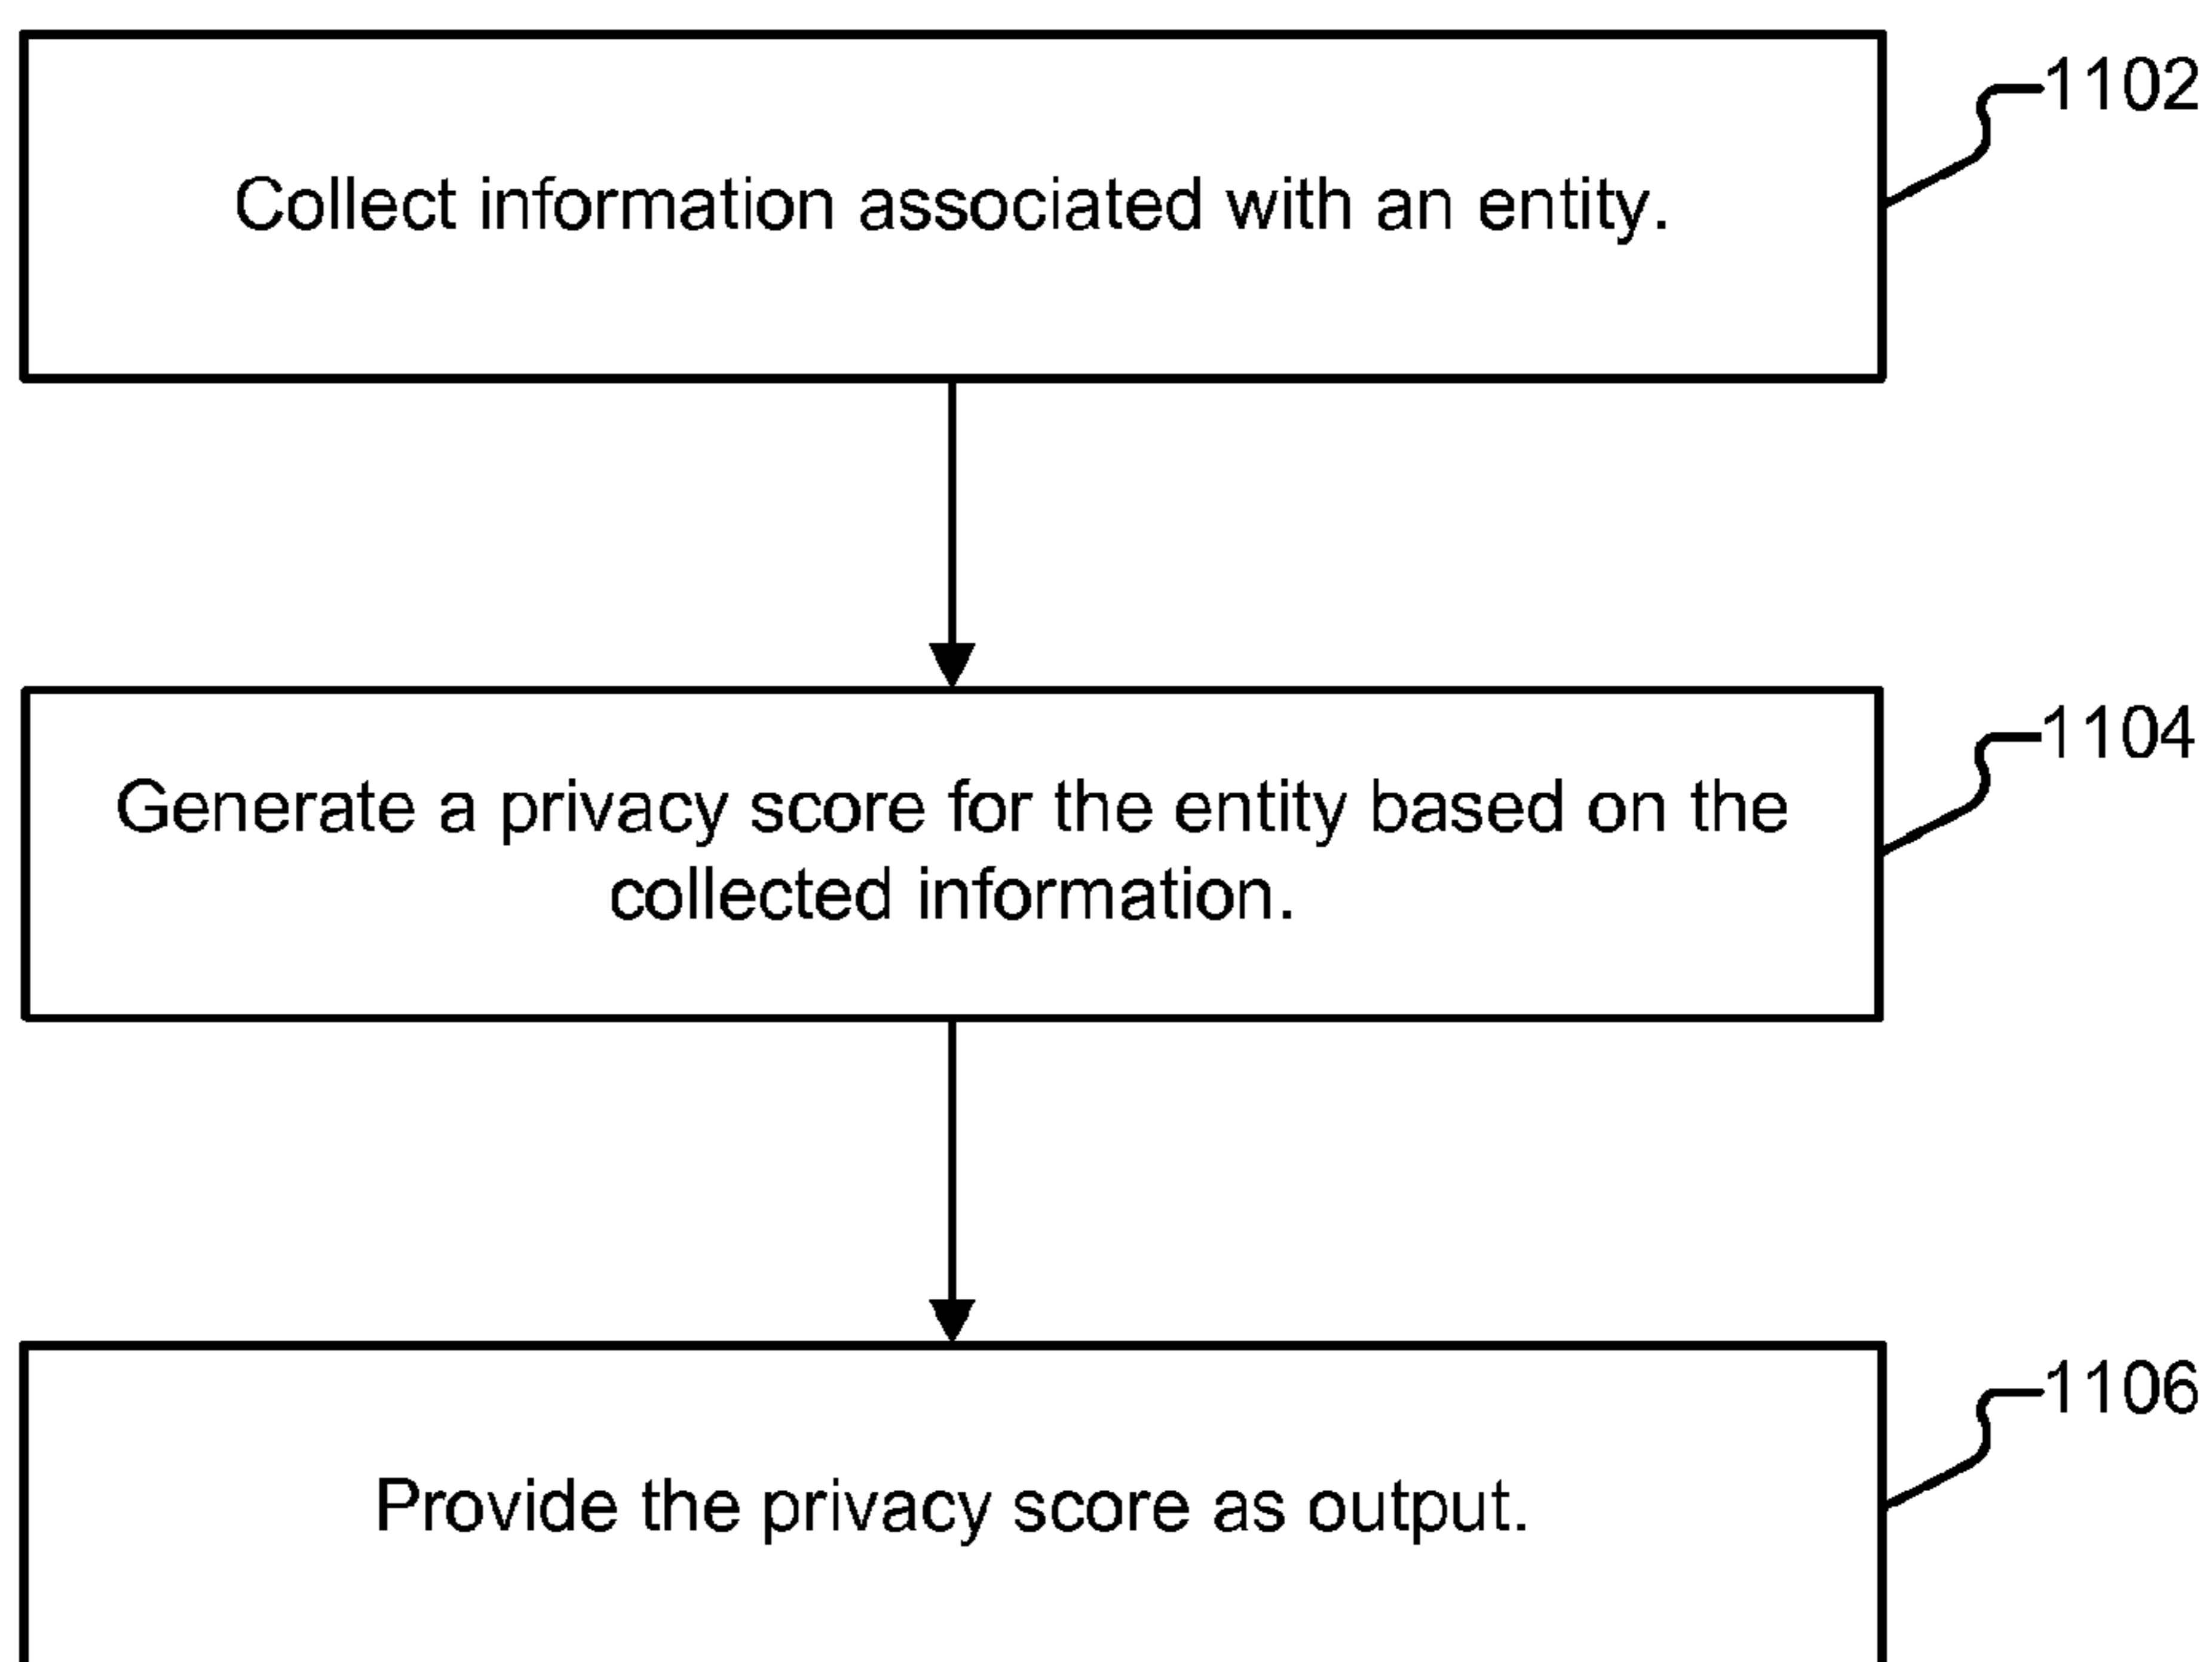 1102
Collect information associated with an entity.
1104
Generate a privacy score for the entity based on the
collected information.
1106
Provide the privacy score as output.